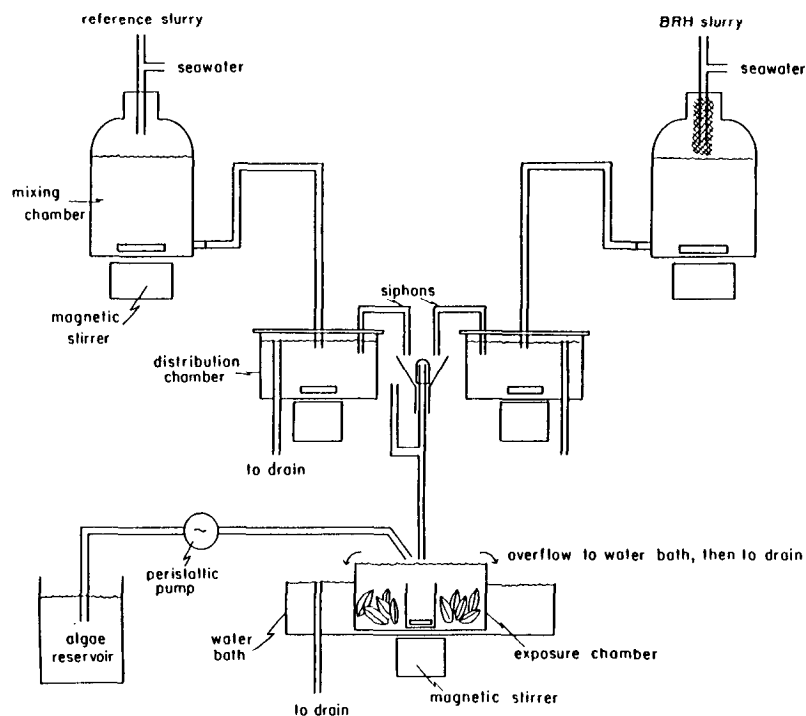 reference slurry
seawater
BRH slurry
seawater
mixing
chamber
magnetic
stirrer
siphons
distribution
chamber
to drain
overflow to water bath, then to drain
peristaltic
pump
algae
reservoir
water
bath
exposure chamber
magnetic stirrer
to drain